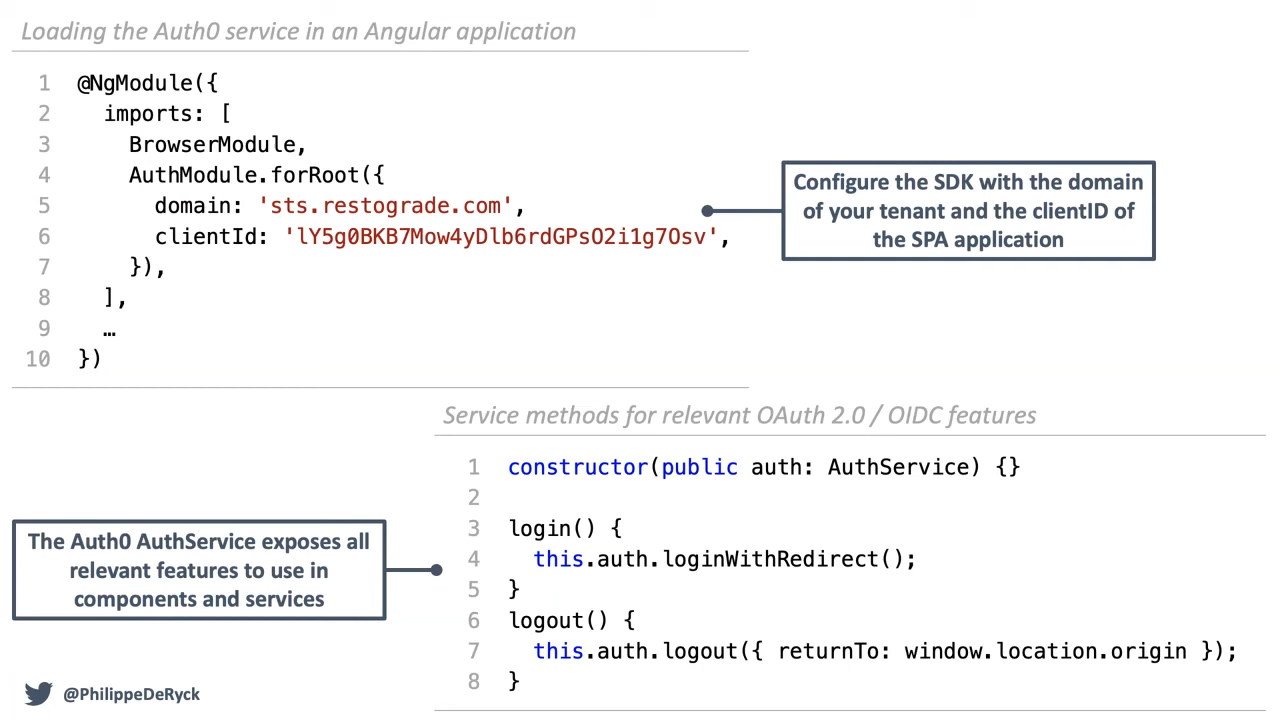 Loading the Auth0 service in an Angular application
1 @NgModule({
2 imports: [
3 BrowserModule,
4 AuthModule.forRoot({
5 domain: 'sts.restograde.com',
6 clientId: 'lY5g0BKB7Mow4yDlb6rdGPsO2i1g7Osv',
7 }),
8 ],
9 …
10 })
Configure the SDK with the domain
of your tenant and the clientID of
the SPA application
Service methods for relevant OAuth 2.0 / OIDC features
1 constructor(public auth: AuthService) {}
2
3 login() {
4 this.auth.loginWithRedirect();
5 }
6 logout() {
7 this.auth.logout({ returnTo: window.location.origin });
8 }
The Auth0 AuthService exposes all
relevant features to use in
components and services
@PhilippeDeRyck